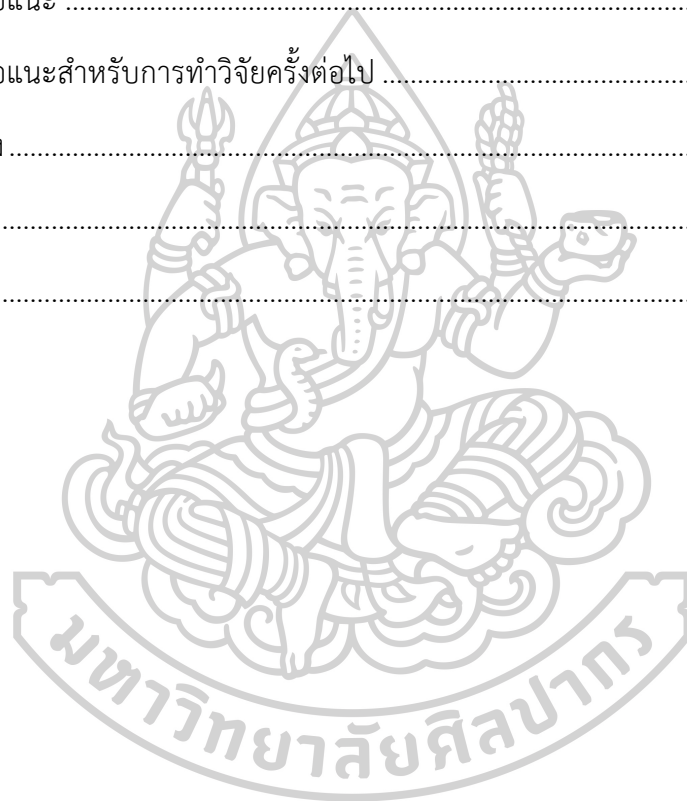 อแนะ
อแนะสำหรับการทำวิจัยครั้งต่อไป
มหาวิทยาลัยศิลปากร